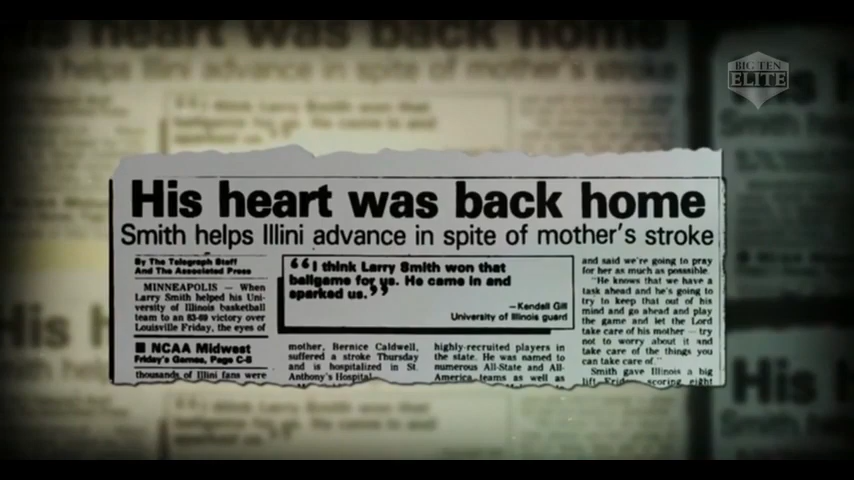 BIG TEN
ELITE
His heart was back home
Smith helps Illini advance in spite of mother's stroke
By The Telegraph Staff
And The Associated Press
MINNEAPOLIS — When
Larry Smith helped his Uni-
versity of Illinois basketball
team to an 83-69 victory over
Louisville Friday, the eyes of
■ NCAA Midwest
Friday's Games, Page C-8
thousands of Illini fans were
“I think Larry Smith won that
ballgame for us. He came in and
sparked us.”
—Kendall Gill
University of Illinois guard
mother, Bernice Caldwell,
suffered a stroke Thursday
and is hospitalized in St.
Anthony's Hospital
highly-recruited players in
the state. He was named to
numerous All-State and All-
America teams as well as
and said we're going to pray
for her as much as possible.
"He knows that we have a
task ahead and he's going to
try to keep that out of his
mind and go ahead and play
the game and let the Lord
take care of his mother — try
not to worry about it and
take care of the things you
can take care of."
Smith gave Illinois a big
lift Friday scoring eight